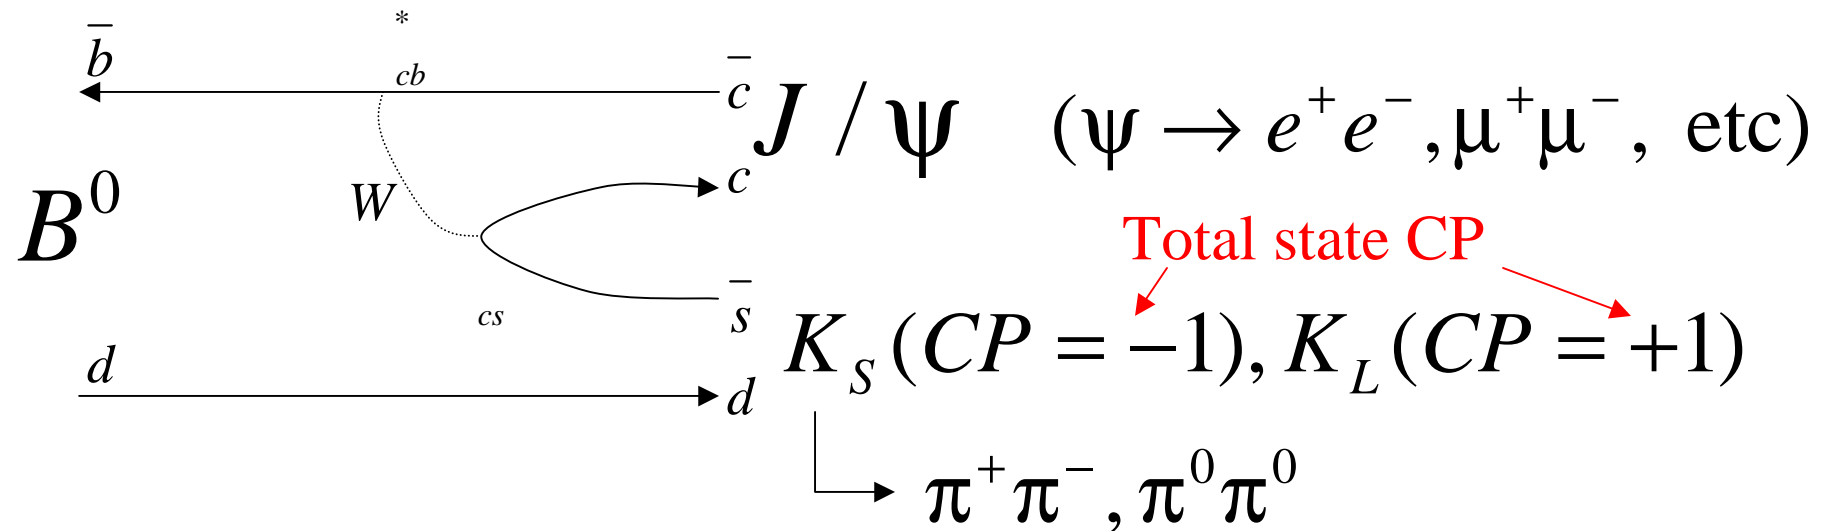 *
b̄
cb
c̄ J / ψ (ψ → e⁺e⁻, μ⁺μ⁻, etc)
c
B⁰ W
Total state CP
s̄
cs
K_S (CP = −1), K_L (CP = +1)
d
d
π⁺π⁻, π⁰π⁰